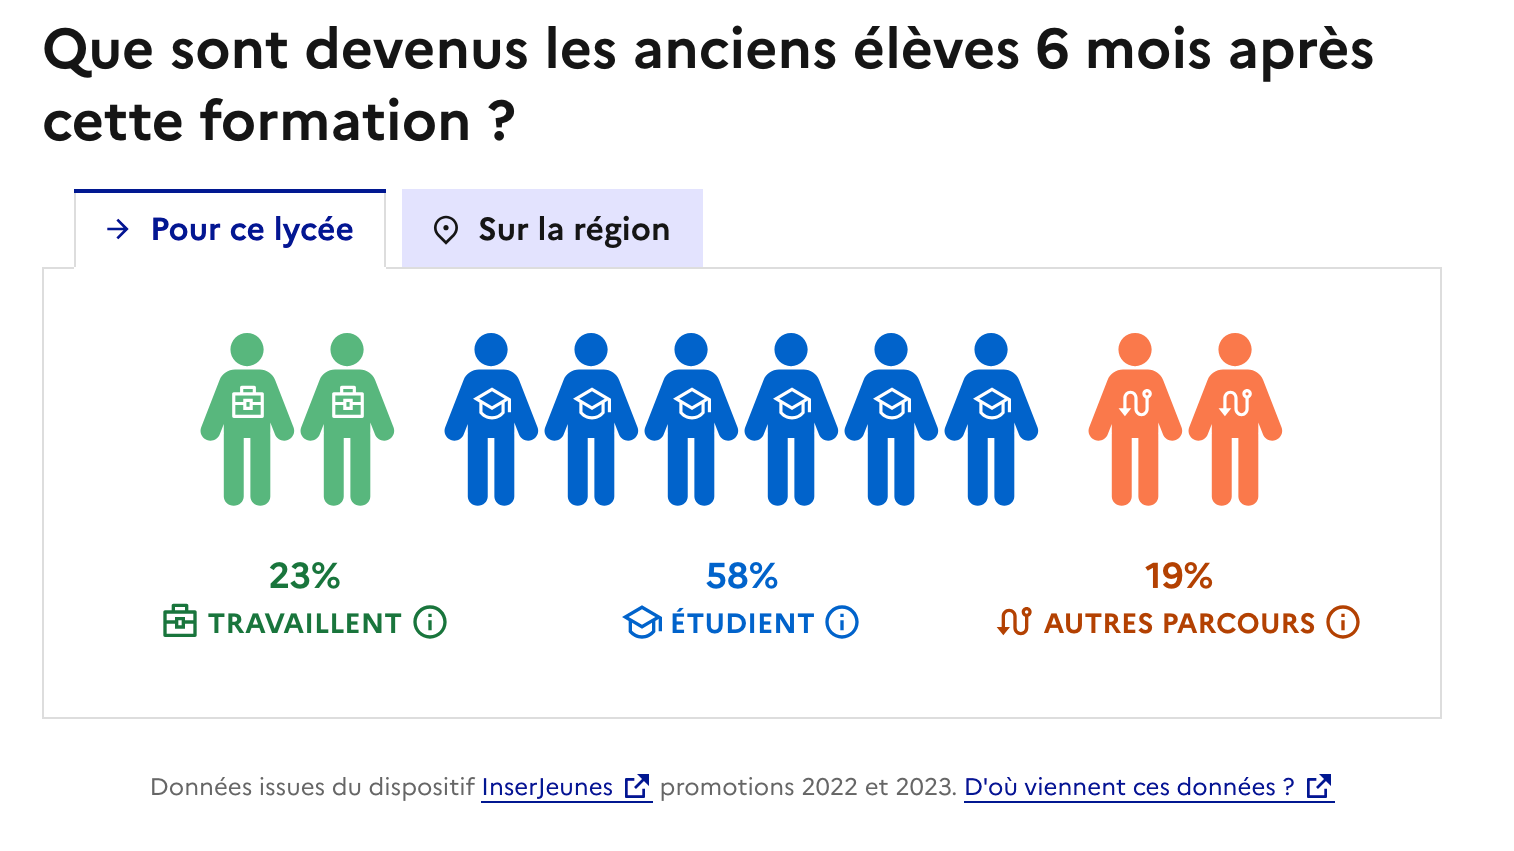 Que sont devenus les anciens élèves 6 mois après
cette formation ?
Pour ce lycée
Sur la région
23%
TRAVAILLENT
58%
ÉTUDIENT
19%
AUTRES PARCOURS
Données issues du dispositif InserJeunes promotions 2022 et 2023. D'où viennent ces données ?